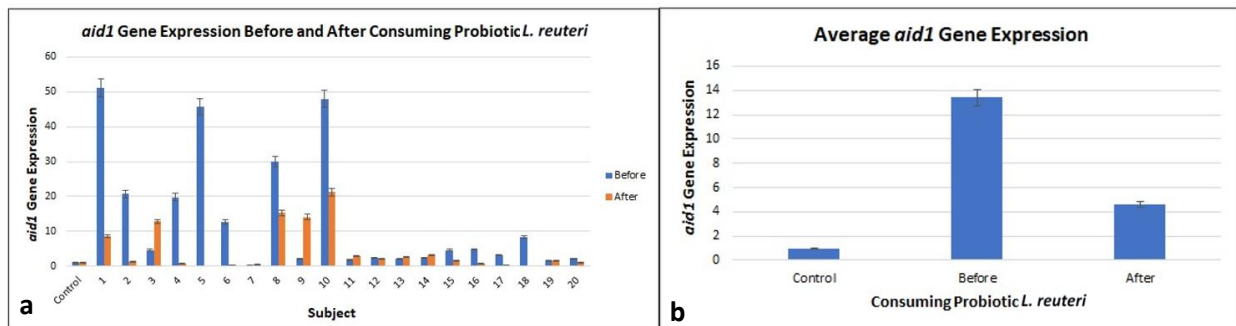 aid1 Gene Expression Before and After Consuming Probiotic L. reuteri
60
50
40
30
20
10
0
aid1 Gene Expression
Control 1 2 3 4 5 6 7 8 9 10 11 12 13 14 15 16 17 18 19 20
Subject
Before
After
a
Average aid1 Gene Expression
16
14
12
10
8
6
4
2
0
aid1 Gene Expression
Control Before After
Consuming Probiotic L. reuteri
b